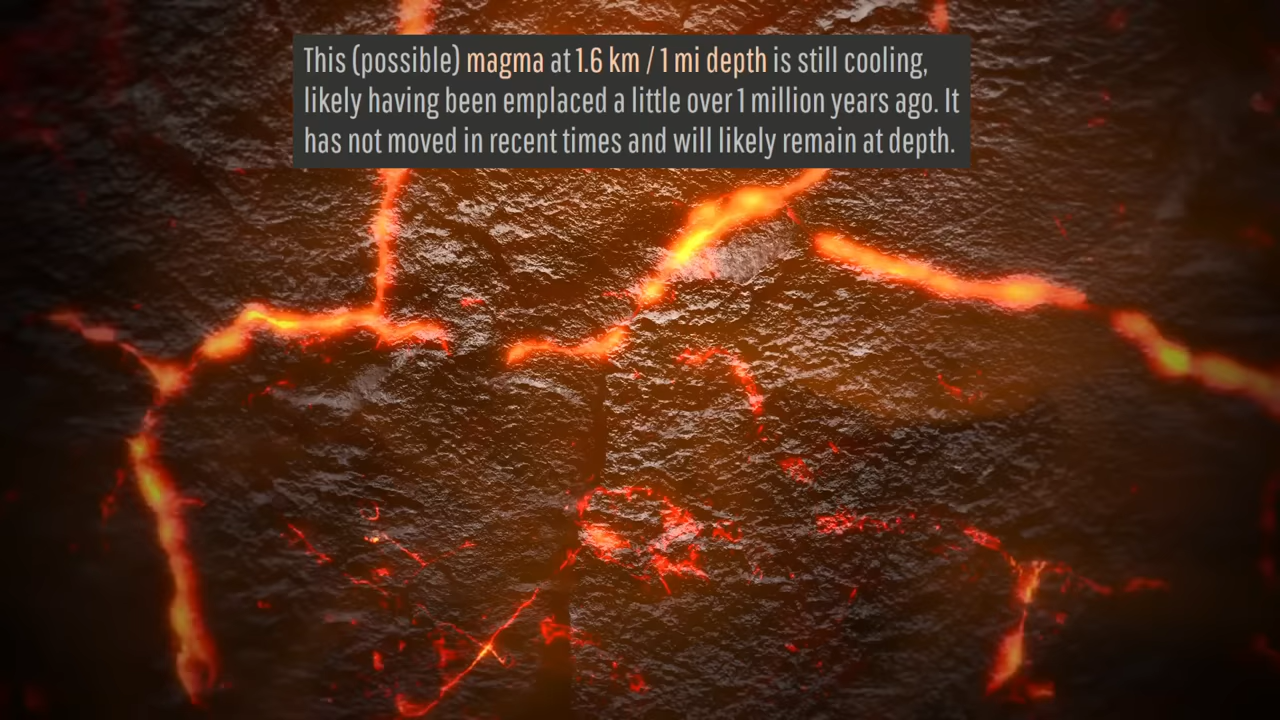 This (possible) magma at 1.6 km / 1 mi depth is still cooling,
likely having been emplaced a little over 1 million years ago. It
has not moved in recent times and will likely remain at depth.